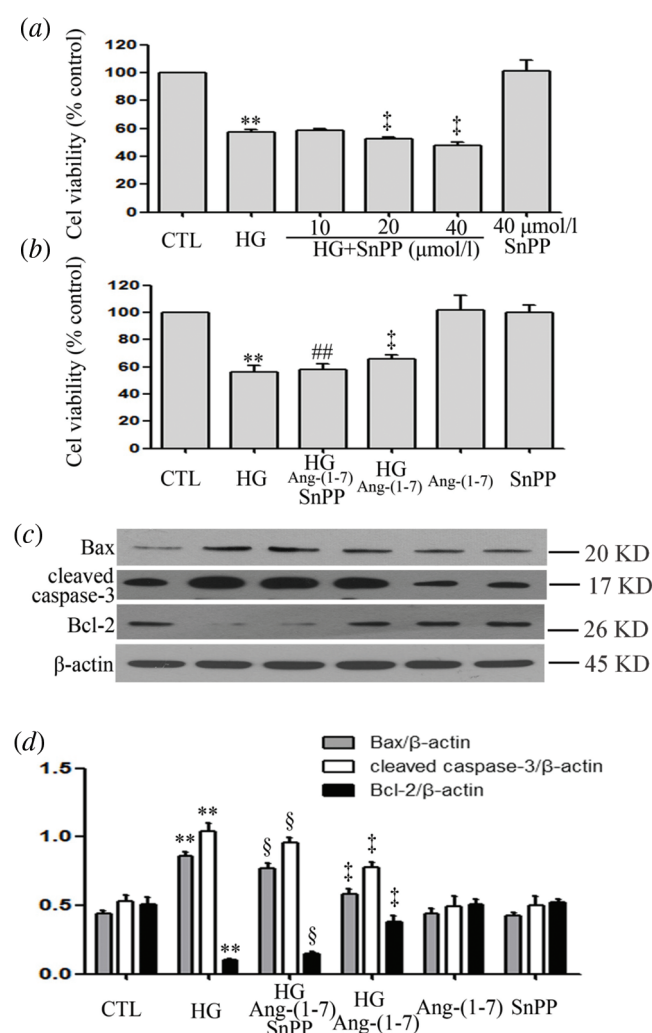 (a)
Cel viability (% control)
120
100
80
60
40
20
0
** ‡ ‡
CTL HG 10 20 40 40 μmol/l
HG+SnPP (μmol/l) SnPP
(b)
Cel viability (% control)
120
100
80
60
40
20
0
** ## ‡
CTL HG HG HG Ang-(1-7) SnPP
Ang-(1-7) Ang-(1-7)
SnPP
(c)
Bax 20 KD
cleaved
caspase-3 17 KD
Bcl-2 26 KD
β-actin 45 KD
(d)
Bax/β-actin
cleaved caspase-3/β-actin
Bcl-2/β-actin
1.5
1.0
0.5
0.0
** ** ** § § § ‡ ‡ ‡
CTL HG HG HG Ang-(1-7) SnPP
Ang-(1-7) Ang-(1-7)
SnPP